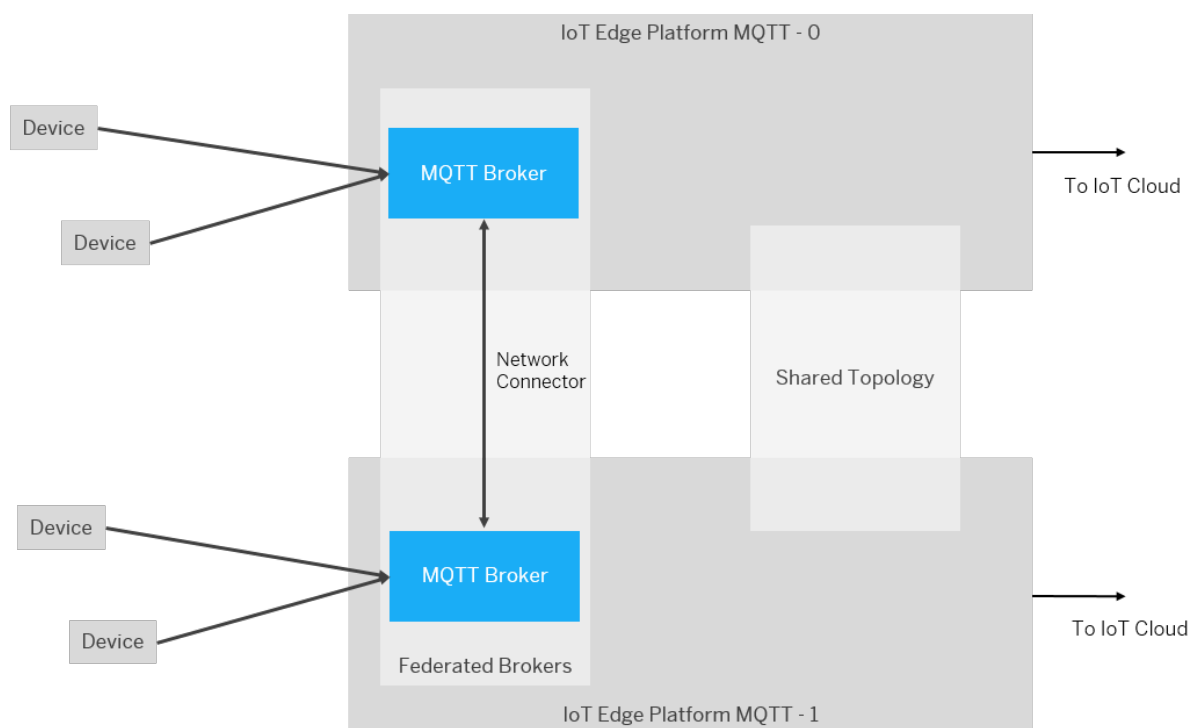 IoT Edge Platform MQTT - 0
Device
MQTT Broker
To IoT Cloud
Device
Network
Connector
Shared Topology
Device
MQTT Broker
To IoT Cloud
Device
Federated Brokers
IoT Edge Platform MQTT - 1